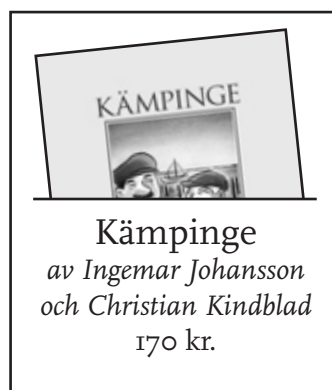 KÄMPINGE
Kämpinge
av Ingemar Johansson
och Christian Kindblad
170 kr.